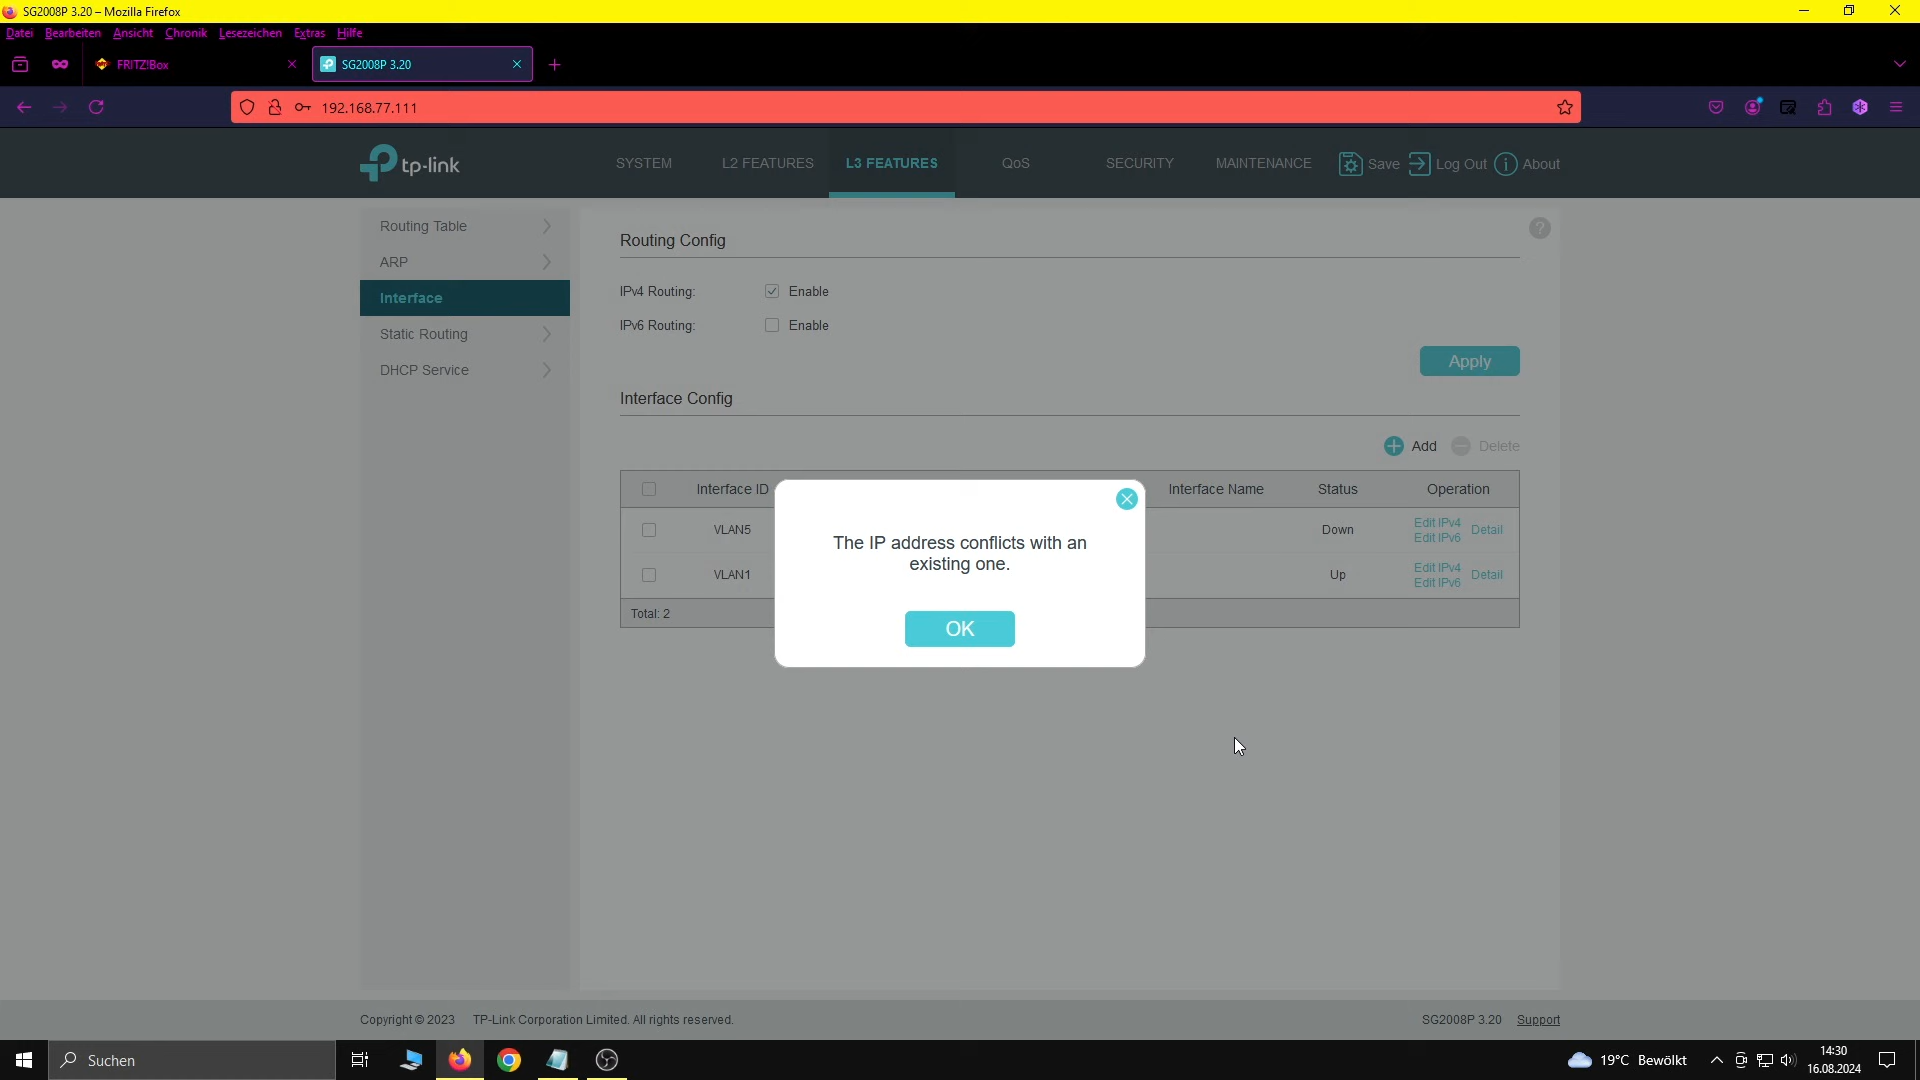 SG2008P 3.20 – Mozilla Firefox
Datei Bearbeiten Ansicht Chronik Lesezeichen Extras Hilfe
FRITZ!Box
SG2008P 3.20
192.168.77.111
tp-link
SYSTEM L2 FEATURES L3 FEATURES QoS SECURITY MAINTENANCE Save Log Out About
Routing Table
ARP
Interface
Static Routing
DHCP Service
Routing Config
?
IPv4 Routing: Enable
IPv6 Routing: Enable
Apply
Interface Config
Add Delete
Interface ID Interface Name Status Operation
VLAN5 Down Edit IPv4 Edit IPv6 Detail
VLAN1 Up Edit IPv4 Edit IPv6 Detail
Total: 2
The IP address conflicts with an
existing one.
OK
Copyright © 2023 TP-Link Corporation Limited. All rights reserved.
SG2008P 3.20 Support
Suchen
19°C Bewölkt
14:30
16.08.2024